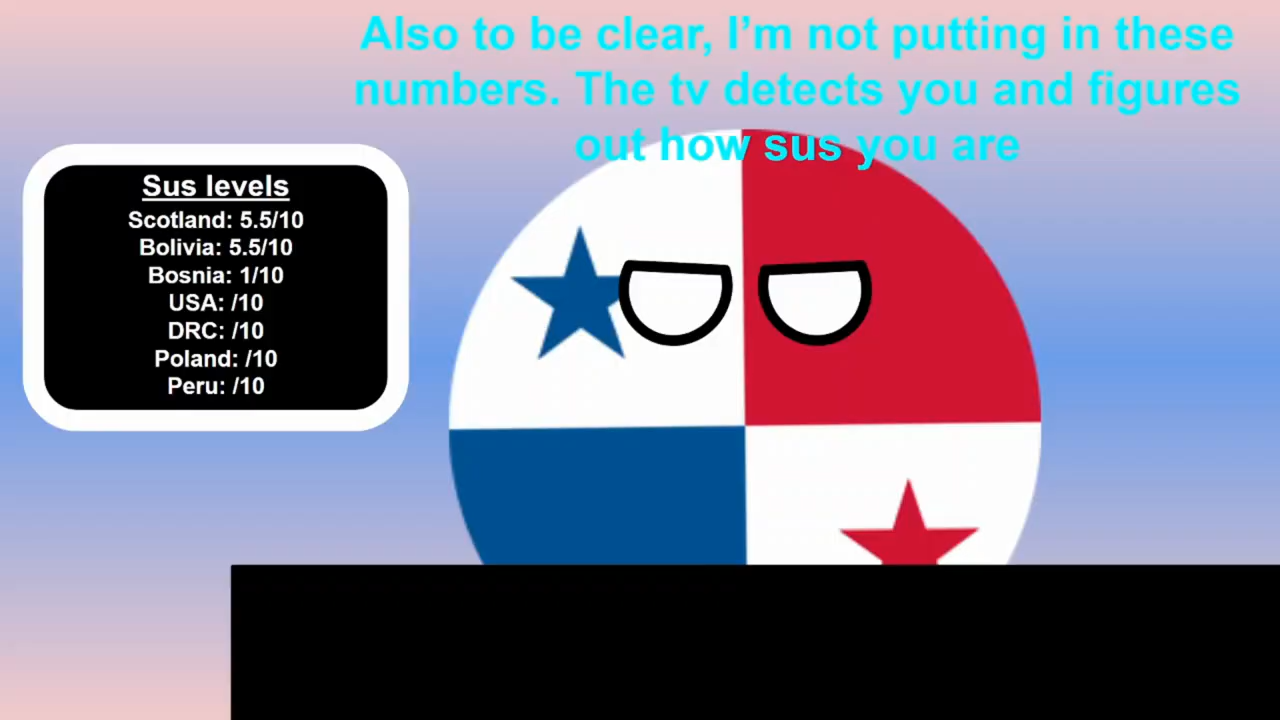 Also to be clear, I'm not putting in these
numbers. The tv detects you and figures
out how sus you are
Sus levels
Scotland: 5.5/10
Bolivia: 5.5/10
Bosnia: 1/10
USA: /10
DRC: /10
Poland: /10
Peru: /10